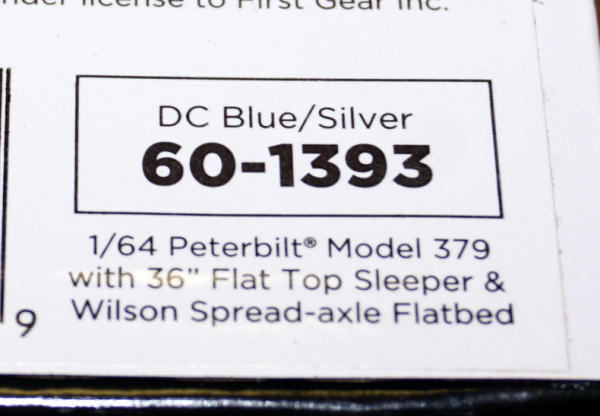 under license to First Gear Inc.
DC Blue/Silver
60-1393
1/64 Peterbilt® Model 379
with 36” Flat Top Sleeper &
Wilson Spread-axle Flatbed
9